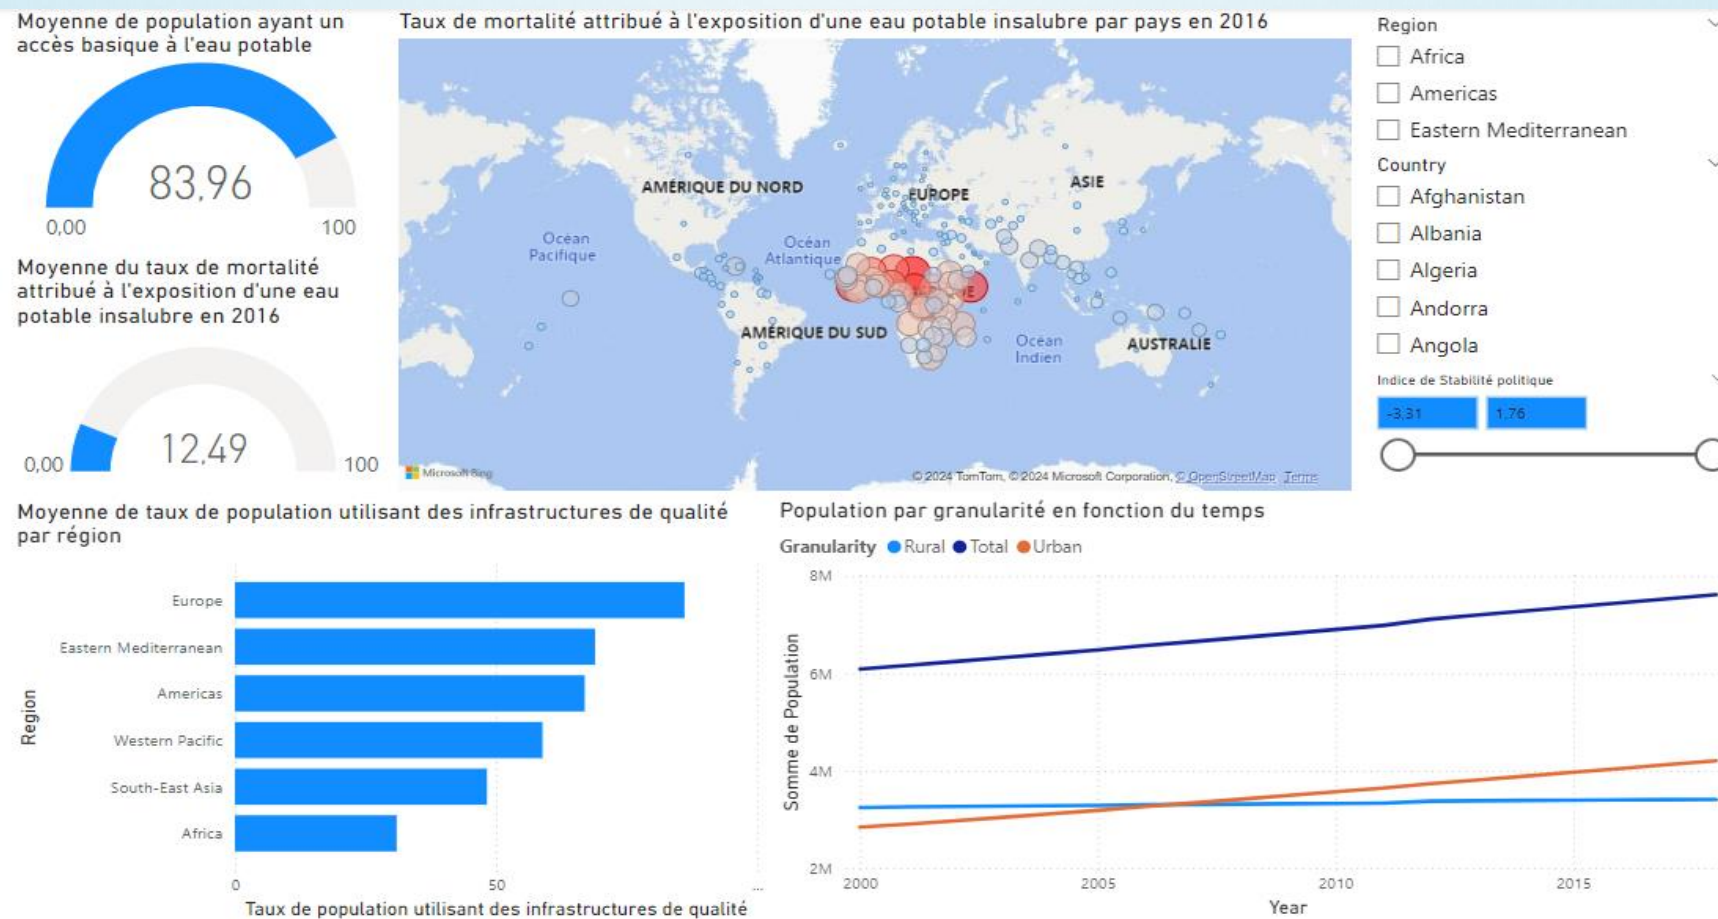 Moyenne de population ayant un
accès basique à l'eau potable
83,96
0,00
100
Moyenne du taux de mortalité
attribué à l'exposition d'une eau
potable insalubre en 2016
12,49
0,00
100
Taux de mortalité attribué à l'exposition d'une eau potable insalubre par pays en 2016
AMÉRIQUE DU NORD
EUROPE
ASIE
Océan
Pacifique
Océan
Atlantique
AMÉRIQUE DU SUD
Océan
Indien
AUSTRALIE
Microsoft Bing
© 2024 TomTom, © 2024 Microsoft Corporation, © OpenStreetMap Terms
Region
Africa
Americas
Eastern Mediterranean
Country
Afghanistan
Albania
Algeria
Andorra
Angola
Indice de Stabilité politique
-3,31
1,76
Moyenne de taux de population utilisant des infrastructures de qualité
par région
Region
Europe
Eastern Mediterranean
Americas
Western Pacific
South-East Asia
Africa
0
50
...
Taux de population utilisant des infrastructures de qualité
Population par granularité en fonction du temps
Granularity Rural Total Urban
Somme de Population
8M
6M
4M
2M
2000
2005
2010
2015
Year